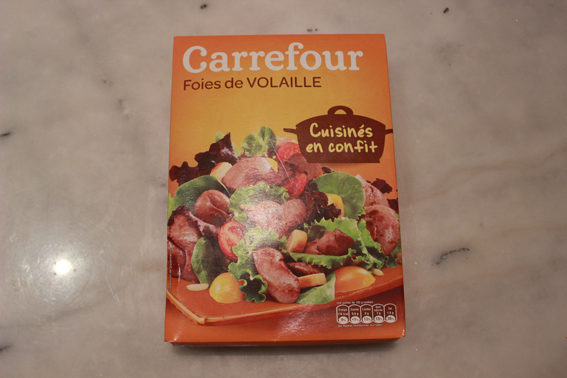 Carrefour
Foies de VOLAILLE
Cuisinés
en confit